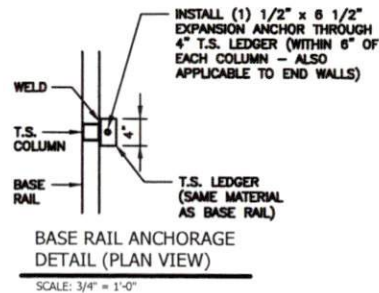 INSTALL (1) 1/2" x 6 1/2"
EXPANSION ANCHOR THROUGH
4" T.S. LEDGER (WITHIN 6" OF
EACH COLUMN - ALSO
APPLICABLE TO END WALLS)
WELD
T.S.
COLUMN
4"
BASE
RAIL
T.S. LEDGER
(SAME MATERIAL
AS BASE RAIL)
BASE RAIL ANCHORAGE
DETAIL (PLAN VIEW)
SCALE: 3/4" = 1'-0"